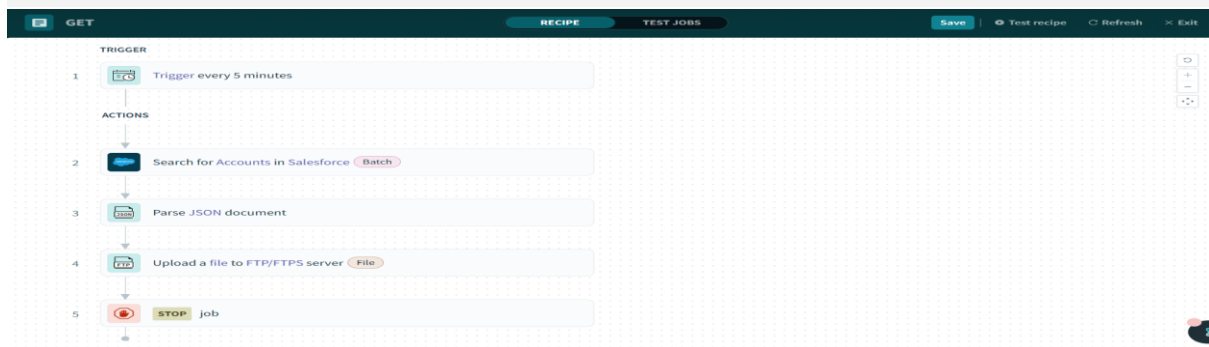 GET RECIPE TEST JOBS Save Test recipe Refresh Exit
TRIGGER
1 Trigger every 5 minutes
ACTIONS
2 Search for Accounts in Salesforce Batch
3 JSON Parse JSON document
4 FTP Upload a file to FTP/FTPS server File
5 STOP job